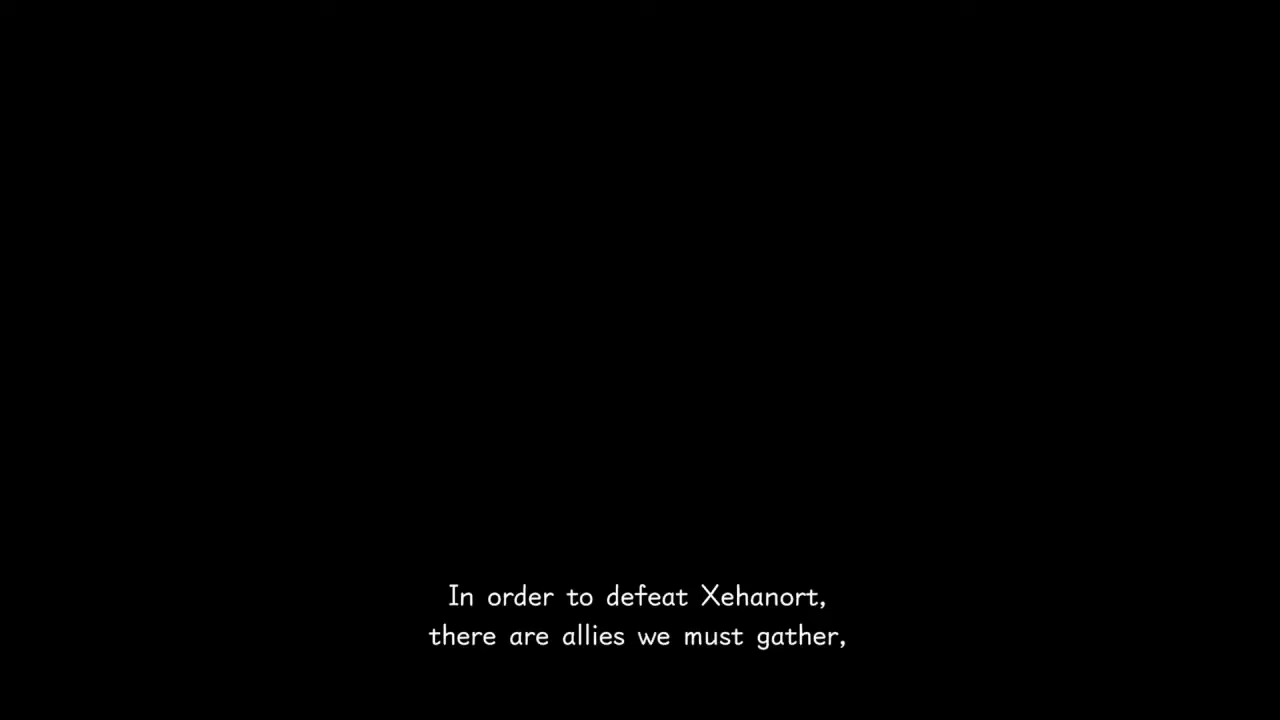 In order to defeat Xehanort,
there are allies we must gather,